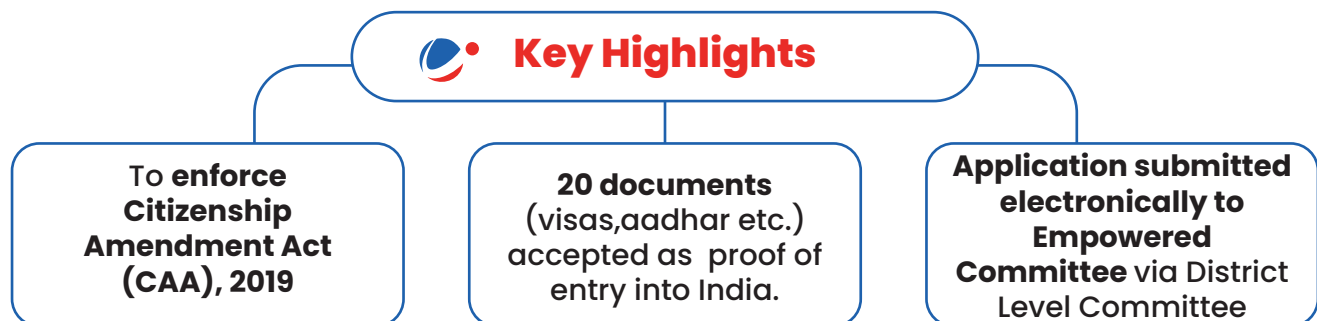 Key Highlights
To enforce
Citizenship
Amendment Act
(CAA), 2019
20 documents
(visas,aadhar etc.)
accepted as proof of
entry into India.
Application submitted
electronically to
Empowered
Committee via District
Level Committee